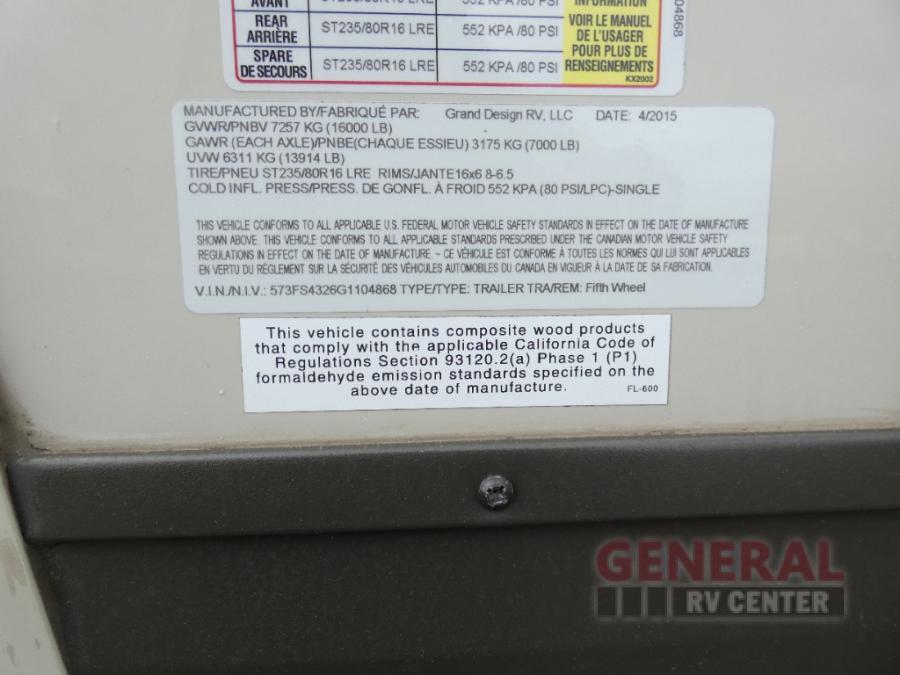 AVANT ST235/80R16 LRE 552 KPA /80 PSI INFORMATION
REAR
ARRIÈRE ST235/80R16 LRE 552 KPA /80 PSI
SPARE
DE SECOURS ST235/80R16 LRE 552 KPA /80 PSI
VOIR LE MANUEL
DE L'USAGER
POUR PLUS DE
RENSEIGNEMENTS
KX2002
04868
MANUFACTURED BY/FABRIQUÉ PAR: Grand Design RV, LLC DATE: 4/2015
GVWR/PNBV 7257 KG (16000 LB)
GAWR (EACH AXLE)/PNBE(CHAQUE ESSIEU) 3175 KG (7000 LB)
UVW 6311 KG (13914 LB)
TIRE/PNEU ST235/80R16 LRE RIMS/JANTE16x6 8-6.5
COLD INFL. PRESS/PRESS. DE GONFL. À FROID 552 KPA (80 PSI/LPC)-SINGLE
THIS VEHICLE CONFORMS TO ALL APPLICABLE U.S. FEDERAL MOTOR VEHICLE SAFETY STANDARDS IN EFFECT ON THE DATE OF MANUFACTURE
SHOWN ABOVE. THIS VEHICLE CONFORMS TO ALL APPLICABLE STANDARDS PRESCRIBED UNDER THE CANADIAN MOTOR VEHICLE SAFETY
REGULATIONS IN EFFECT ON THE DATE OF MANUFACTURE ~ CE VÉHICULE EST CONFORME À TOUTES LES NORMES QUI LUI SONT APPLICABLES
EN VERTU DU RÉGLEMENT SUR LA SÉCURITÉ DES VÉHICULES AUTOMOBILES DU CANADA EN VIGUEUR À LA DATE DE SA FABRICATION.
V.I.N./N.I.V.: 573FS4326G1104868 TYPE/TYPE: TRAILER TRA/REM: Fifth Wheel
This vehicle contains composite wood products
that comply with the applicable California Code of
Regulations Section 93120.2(a) Phase 1 (P1)
formaldehyde emission standards specified on the
above date of manufacture. FL-600
GENERAL
RV CENTER